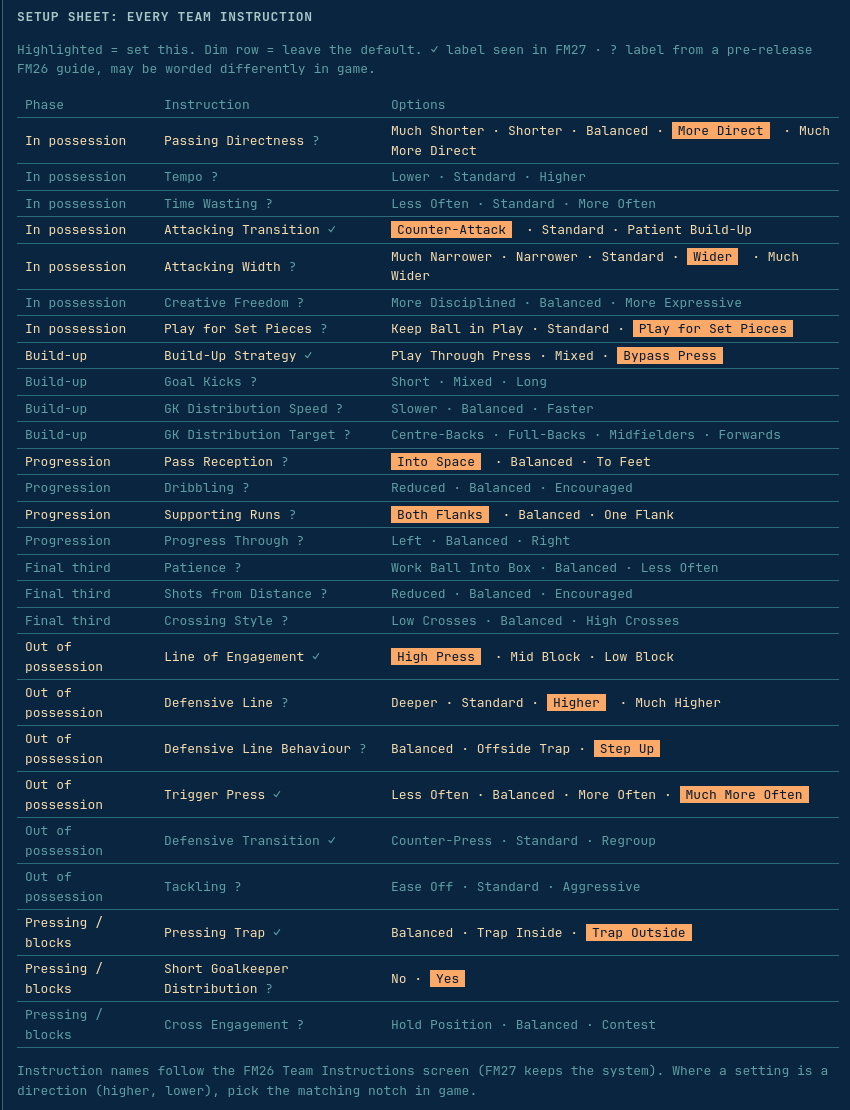 SETUP SHEET: EVERY TEAM INSTRUCTION
Highlighted = set this. Dim row = leave the default. ✓ label seen in FM27 · ? label from a pre-release
FM26 guide, may be worded differently in game.
Phase Instruction Options
In possession Passing Directness ? Much Shorter · Shorter · Balanced · More Direct · Much
More Direct
In possession Tempo ? Lower · Standard · Higher
In possession Time Wasting ? Less Often · Standard · More Often
In possession Attacking Transition ✓ Counter-Attack · Standard · Patient Build-Up
In possession Attacking Width ? Much Narrower · Narrower · Standard · Wider · Much
Wider
In possession Creative Freedom ? More Disciplined · Balanced · More Expressive
In possession Play for Set Pieces ? Keep Ball in Play · Standard · Play for Set Pieces
Build-up Build-Up Strategy ✓ Play Through Press · Mixed · Bypass Press
Build-up Goal Kicks ? Short · Mixed · Long
Build-up GK Distribution Speed ? Slower · Balanced · Faster
Build-up GK Distribution Target ? Centre-Backs · Full-Backs · Midfielders · Forwards
Progression Pass Reception ? Into Space · Balanced · To Feet
Progression Dribbling ? Reduced · Balanced · Encouraged
Progression Supporting Runs ? Both Flanks · Balanced · One Flank
Progression Progress Through ? Left · Balanced · Right
Final third Patience ? Work Ball Into Box · Balanced · Less Often
Final third Shots from Distance ? Reduced · Balanced · Encouraged
Final third Crossing Style ? Low Crosses · Balanced · High Crosses
Out of
possession Line of Engagement ✓ High Press · Mid Block · Low Block
Out of
possession Defensive Line ? Deeper · Standard · Higher · Much Higher
Out of
possession Defensive Line Behaviour ? Balanced · Offside Trap · Step Up
Out of
possession Trigger Press ✓ Less Often · Balanced · More Often · Much More Often
Out of
possession Defensive Transition ✓ Counter-Press · Standard · Regroup
Out of
possession Tackling ? Ease Off · Standard · Aggressive
Pressing /
blocks Pressing Trap ✓ Balanced · Trap Inside · Trap Outside
Pressing / Short Goalkeeper
blocks Distribution ? No · Yes
Pressing /
blocks Cross Engagement ? Hold Position · Balanced · Contest
Instruction names follow the FM26 Team Instructions screen (FM27 keeps the system). Where a setting is a
direction (higher, lower), pick the matching notch in game.